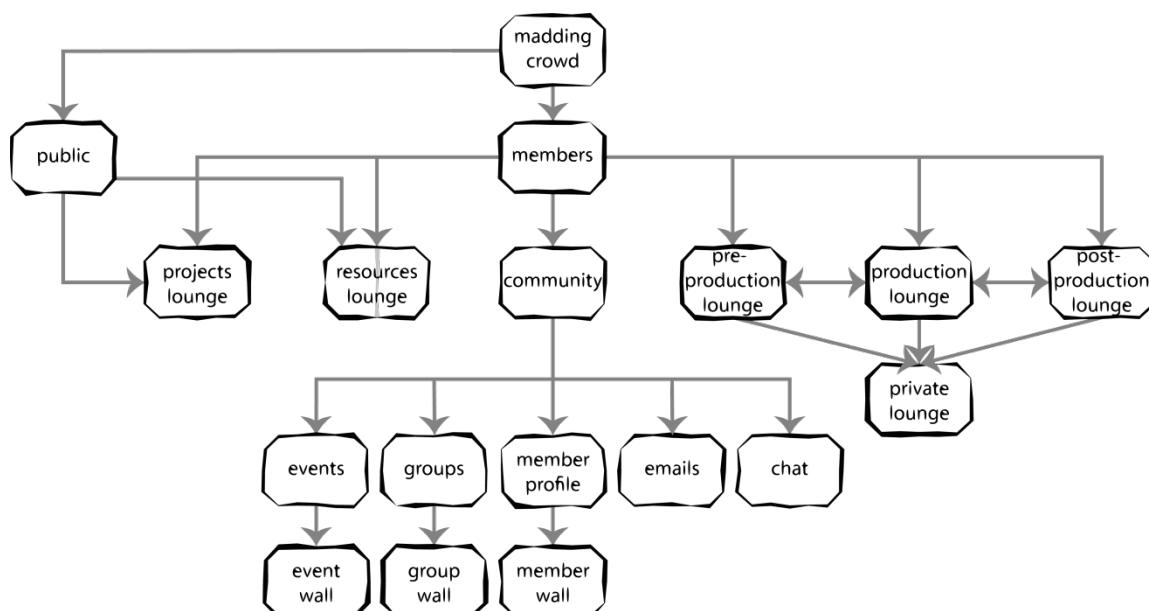 madding
crowd
public
members
projects
lounge
resources
lounge
community
pre-
production
lounge
production
lounge
post-
production
lounge
private
lounge
events
groups
member
profile
emails
chat
event
wall
group
wall
member
wall